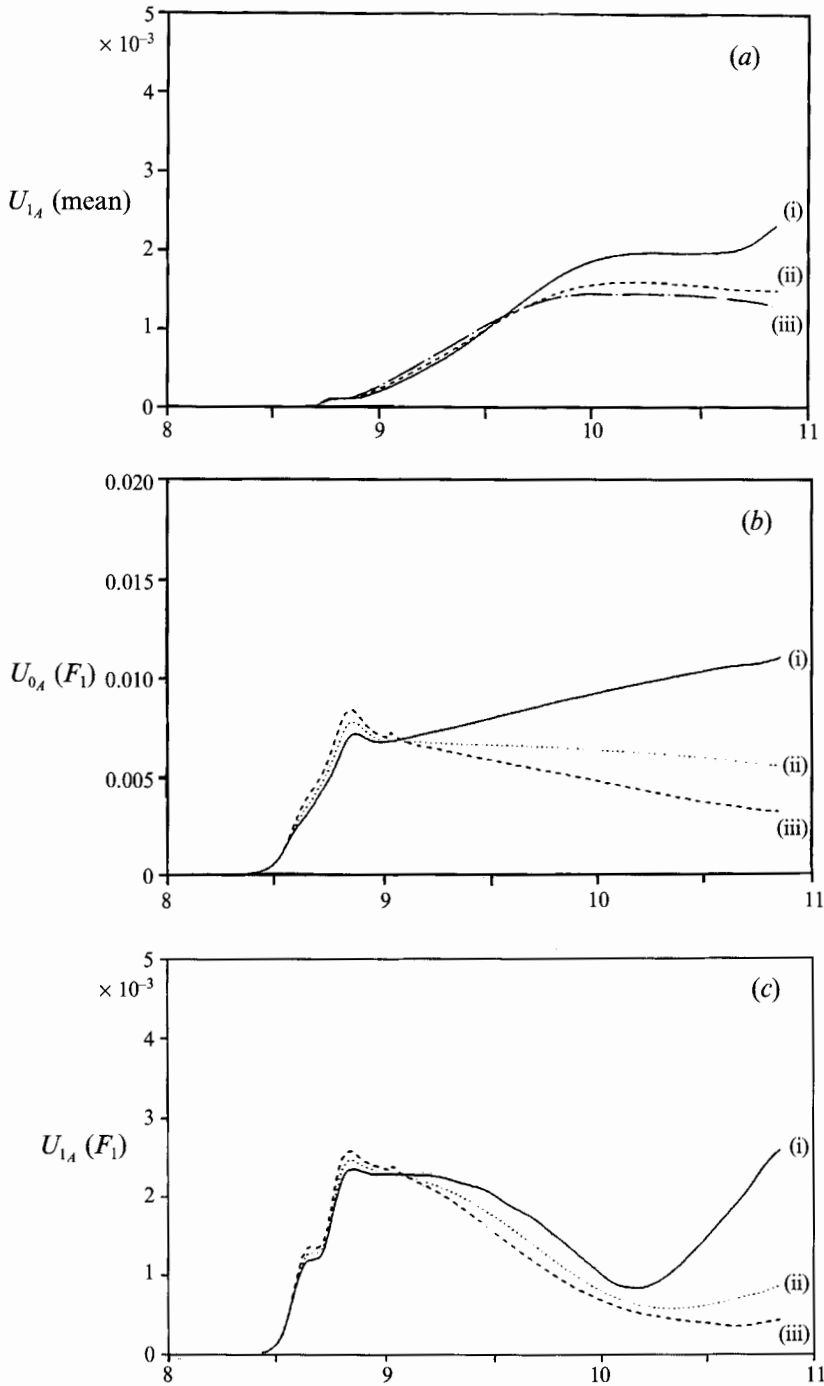 5
× 10⁻³
(a)
4
3
U₁A (mean)
(i)
2
(ii)
1
(iii)
0
8 9 10 11
0.020
(b)
0.015
U₀A (F₁)
0.010
(i)
0.005
(ii)
(iii)
0
8 9 10 11
5
× 10⁻³
(c)
4
3
U₁A (F₁)
(i)
2
1
(ii)
(iii)
0
8 9 10 11